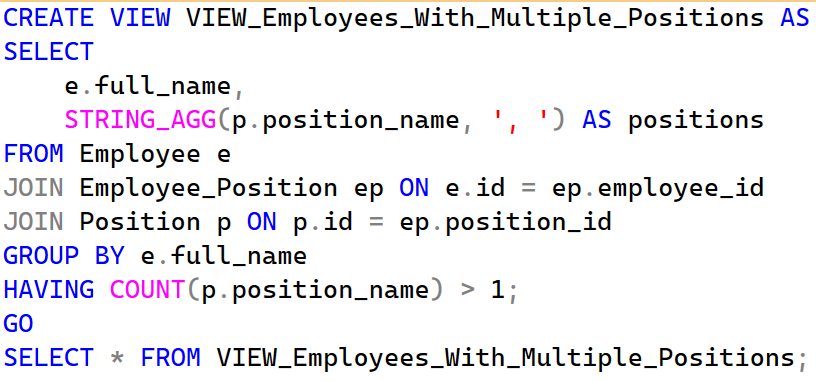 CREATE VIEW VIEW_Employees_With_Multiple_Positions AS
SELECT
    e.full_name,
    STRING_AGG(p.position_name, ', ') AS positions
FROM Employee e
JOIN Employee_Position ep ON e.id = ep.employee_id
JOIN Position p ON p.id = ep.position_id
GROUP BY e.full_name
HAVING COUNT(p.position_name) > 1;
GO
SELECT * FROM VIEW_Employees_With_Multiple_Positions;